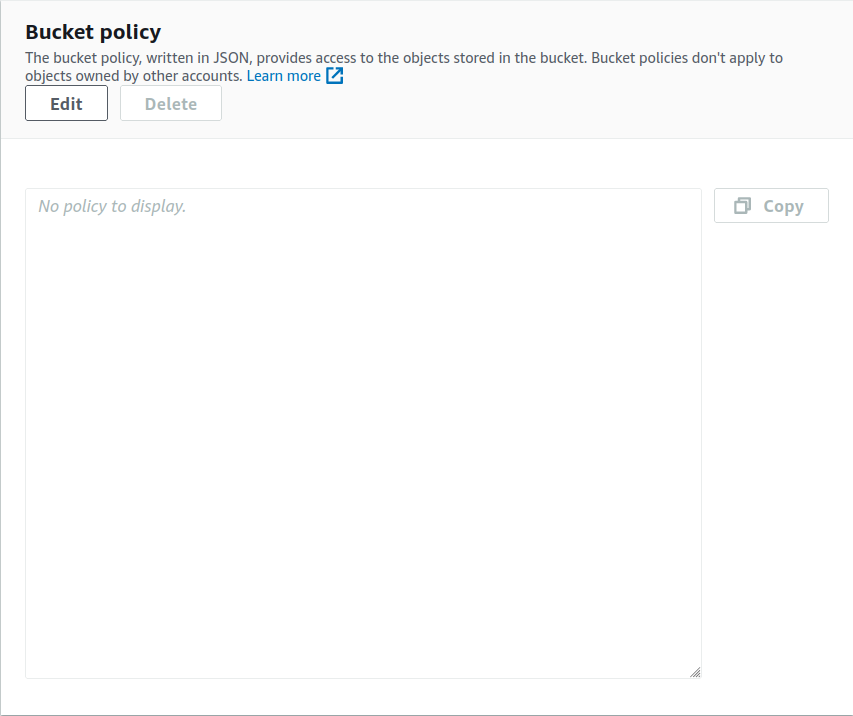 Bucket policy
The bucket policy, written in JSON, provides access to the objects stored in the bucket. Bucket policies don't apply to
objects owned by other accounts. Learn more
Edit Delete
No policy to display.
Copy